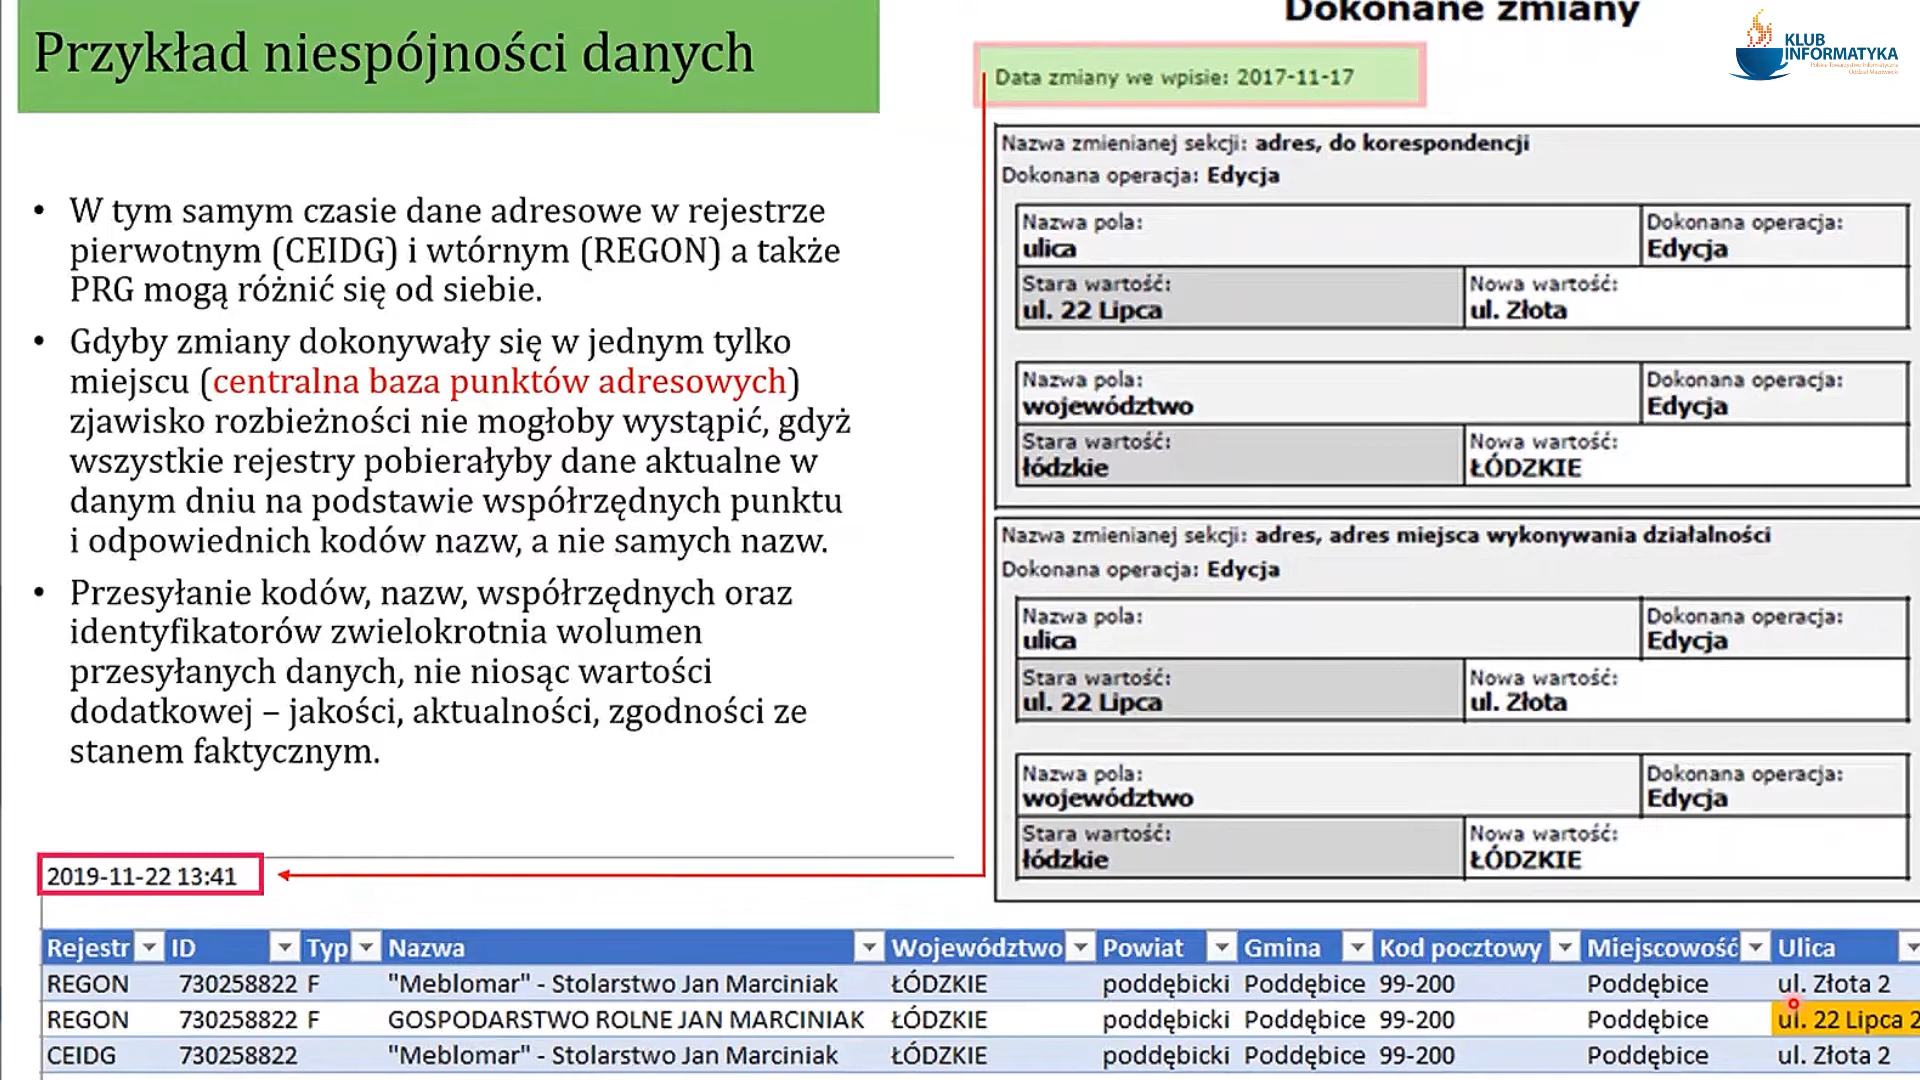 Przykład niespójności danych
• W tym samym czasie dane adresowe w rejestrze
pierwotnym (CEIDG) i wtórnym (REGON) a także
PRG mogą różnić się od siebie.
• Gdyby zmiany dokonywały się w jednym tylko
miejscu (centralna baza punktów adresowych)
zjawisko rozbieżności nie mogłoby wystąpić, gdyż
wszystkie rejestry pobierałyby dane aktualne w
danym dniu na podstawie współrzędnych punktu
i odpowiednich kodów nazw, a nie samych nazw.
• Przesyłanie kodów, nazw, współrzędnych oraz
identyfikatorów zwielokrotnia wolumen
przesyłanych danych, nie niosąc wartości
dodatkowej – jakości, aktualności, zgodności ze
stanem faktycznym.
Dokonane zmiany
KLUB
INFORMATYKA
Polskie Towarzystwo Informatyczne
Oddział Mazowiecki
Data zmiany we wpisie: 2017-11-17
Nazwa zmienianej sekcji: adres, do korespondencji
Dokonana operacja: Edycja
Nazwa pola: Dokonana operacja:
ulica Edycja
Stara wartość: Nowa wartość:
ul. 22 Lipca ul. Złota
Nazwa pola: Dokonana operacja:
województwo Edycja
Stara wartość: Nowa wartość:
łódzkie ŁÓDZKIE
Nazwa zmienianej sekcji: adres, adres miejsca wykonywania działalności
Dokonana operacja: Edycja
Nazwa pola: Dokonana operacja:
ulica Edycja
Stara wartość: Nowa wartość:
ul. 22 Lipca ul. Złota
Nazwa pola: Dokonana operacja:
województwo Edycja
Stara wartość: Nowa wartość:
łódzkie ŁÓDZKIE
2019-11-22 13:41
Rejestr ID Typ Nazwa Województwo Powiat Gmina Kod pocztowy Miejscowość Ulica
REGON 730258822 F "Meblomar" - Stolarstwo Jan Marciniak ŁÓDZKIE poddębicki Poddębice 99-200 Poddębice ul. Złota 2
REGON 730258822 F GOSPODARSTWO ROLNE JAN MARCINIAK ŁÓDZKIE poddębicki Poddębice 99-200 Poddębice ul. 22 Lipca 2
CEIDG 730258822 "Meblomar" - Stolarstwo Jan Marciniak ŁÓDZKIE poddębicki Poddębice 99-200 Poddębice ul. Złota 2